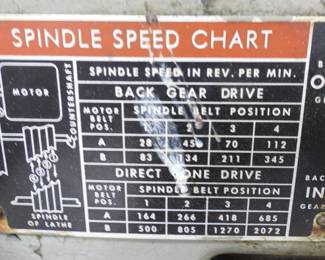 SPINDLE SPEED CHART
MOTOR
COUNTERSHAFT
SPINDLE
OF LATHE
SPINDLE SPEED IN REV. PER MIN.
BACK GEAR DRIVE
MOTOR BELT POS. SPINDLE BELT POSITION
2 3 4
A 28 45 70 112
B 83 134 211 345
DIRECT CONE DRIVE
MOTOR BELT POS. SPINDLE BELT POSITION
1 2 3 4
A 164 266 418 685
B 500 805 1270 2072